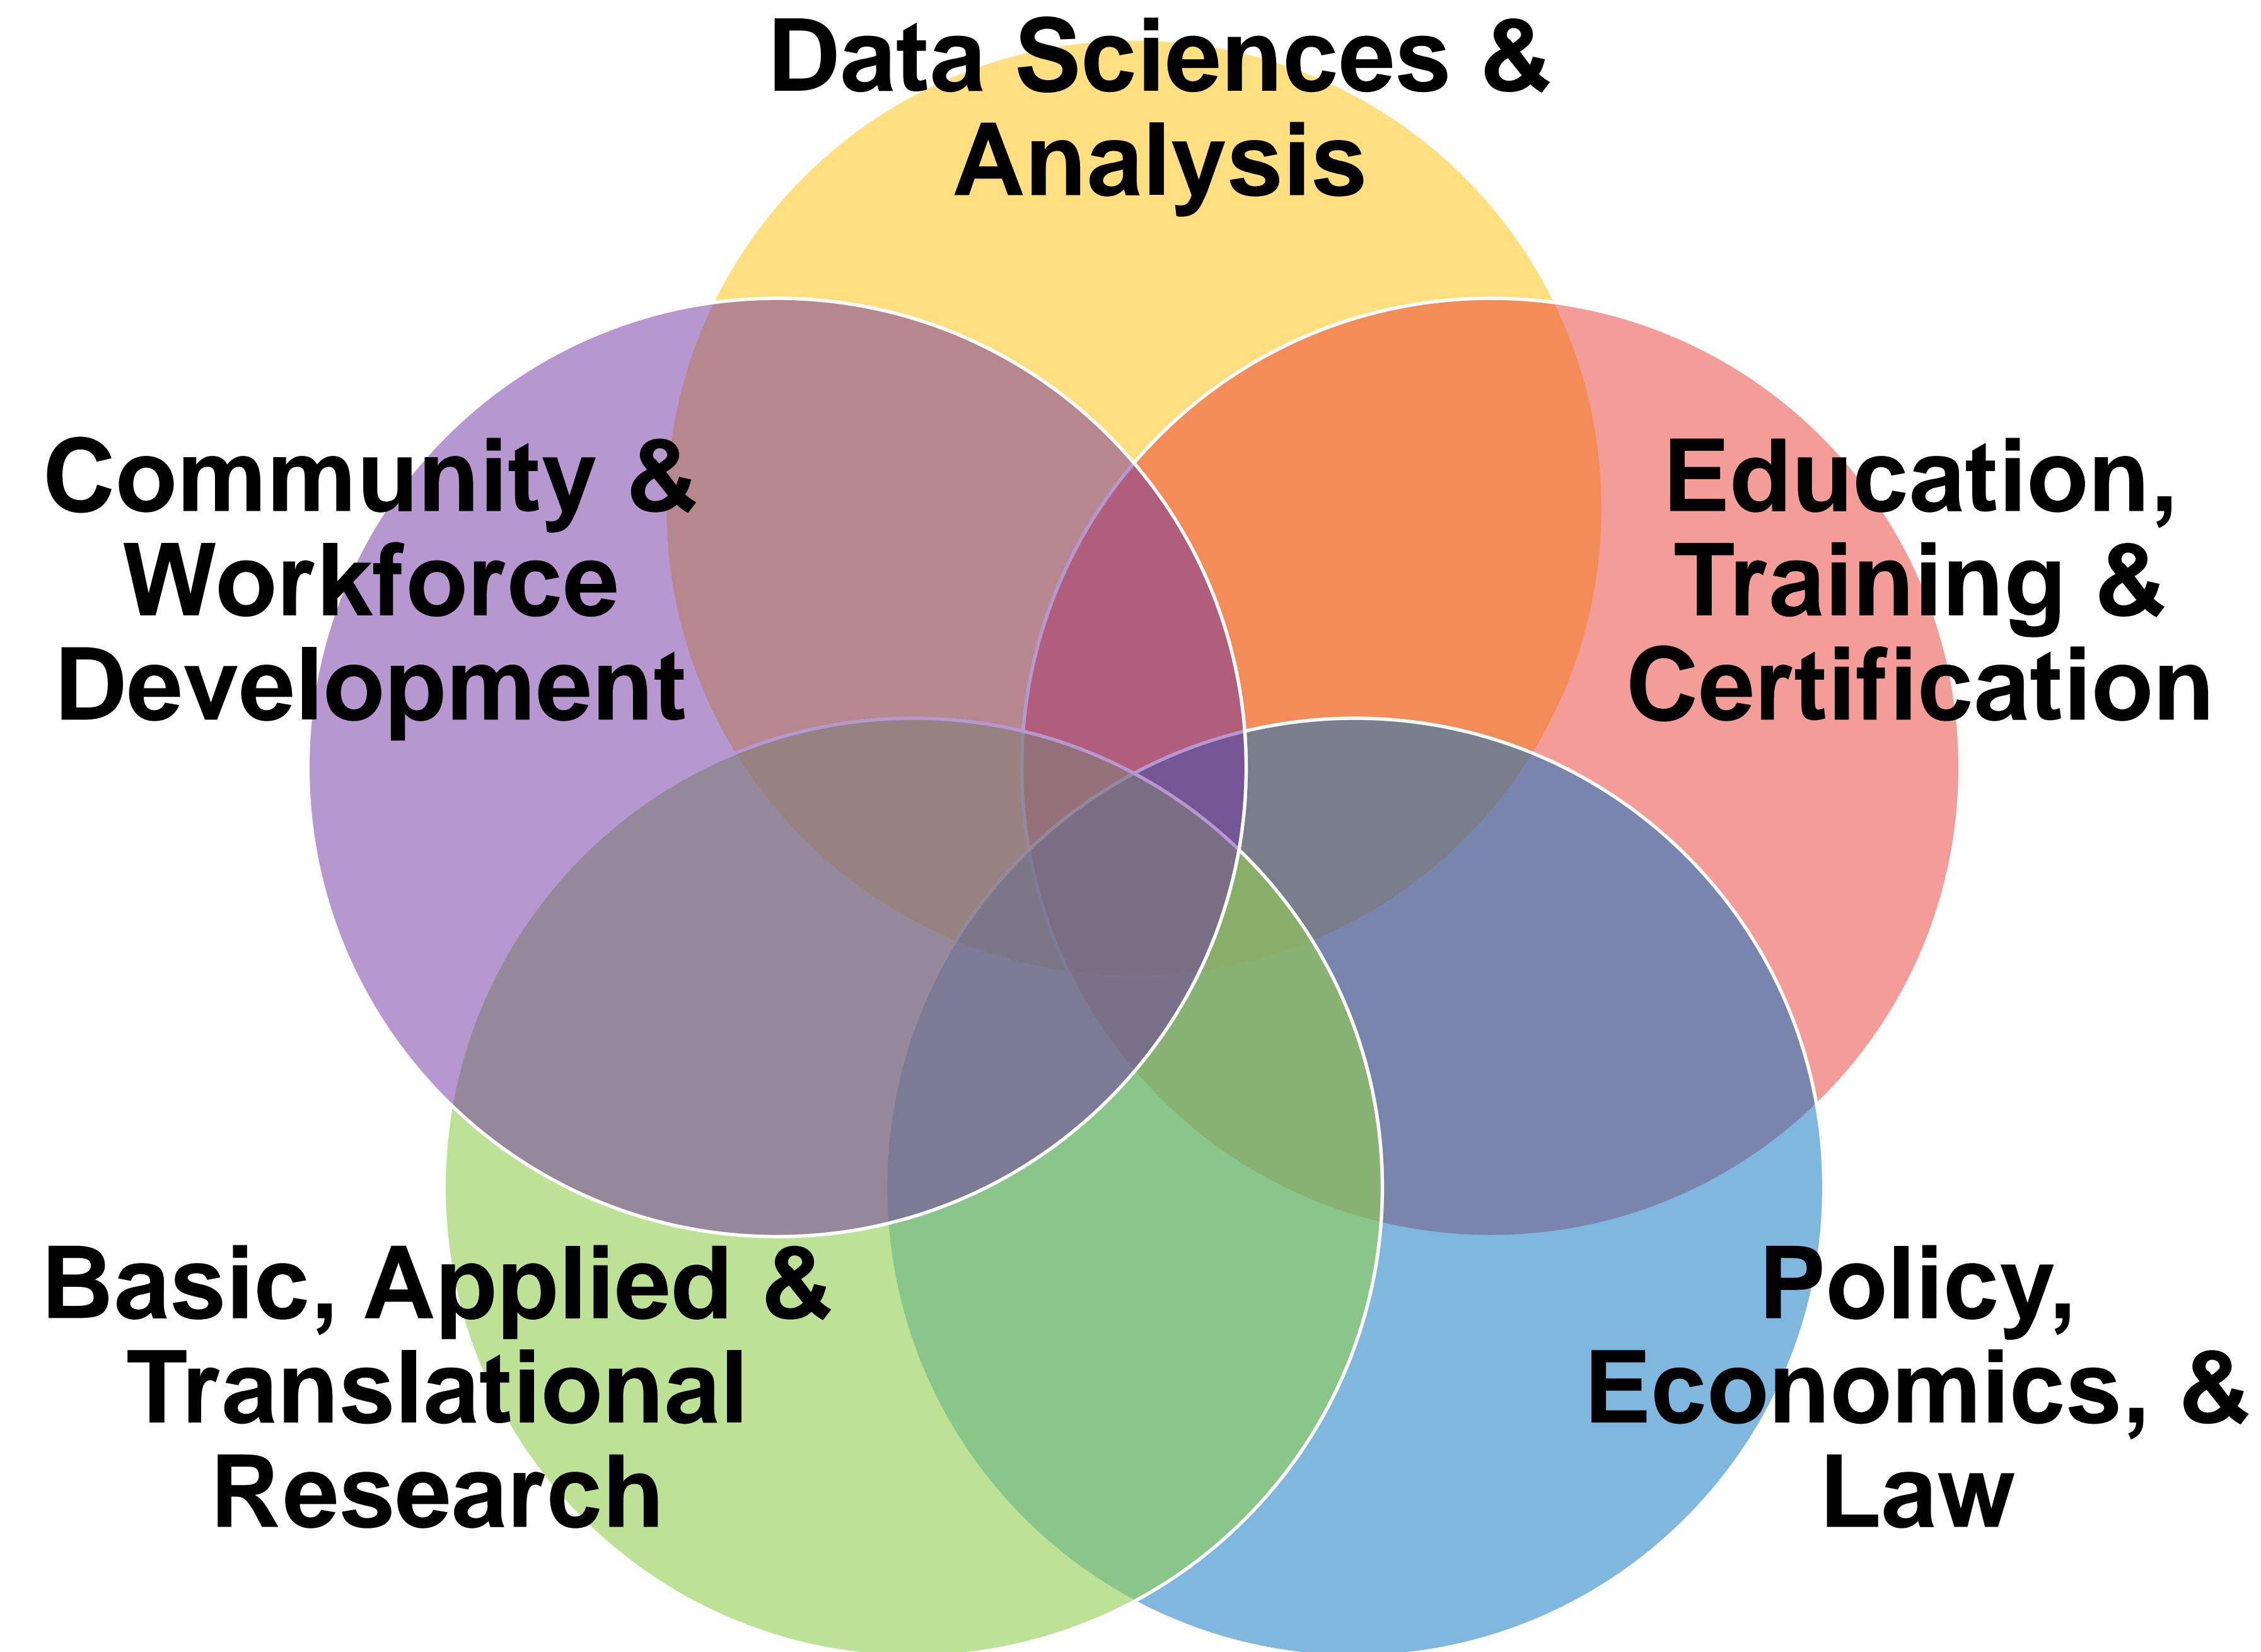 Data Sciences &
Analysis
Community &
Workforce
Development
Education,
Training &
Certification
Basic, Applied &
Translational
Research
Policy,
Economics, &
Law